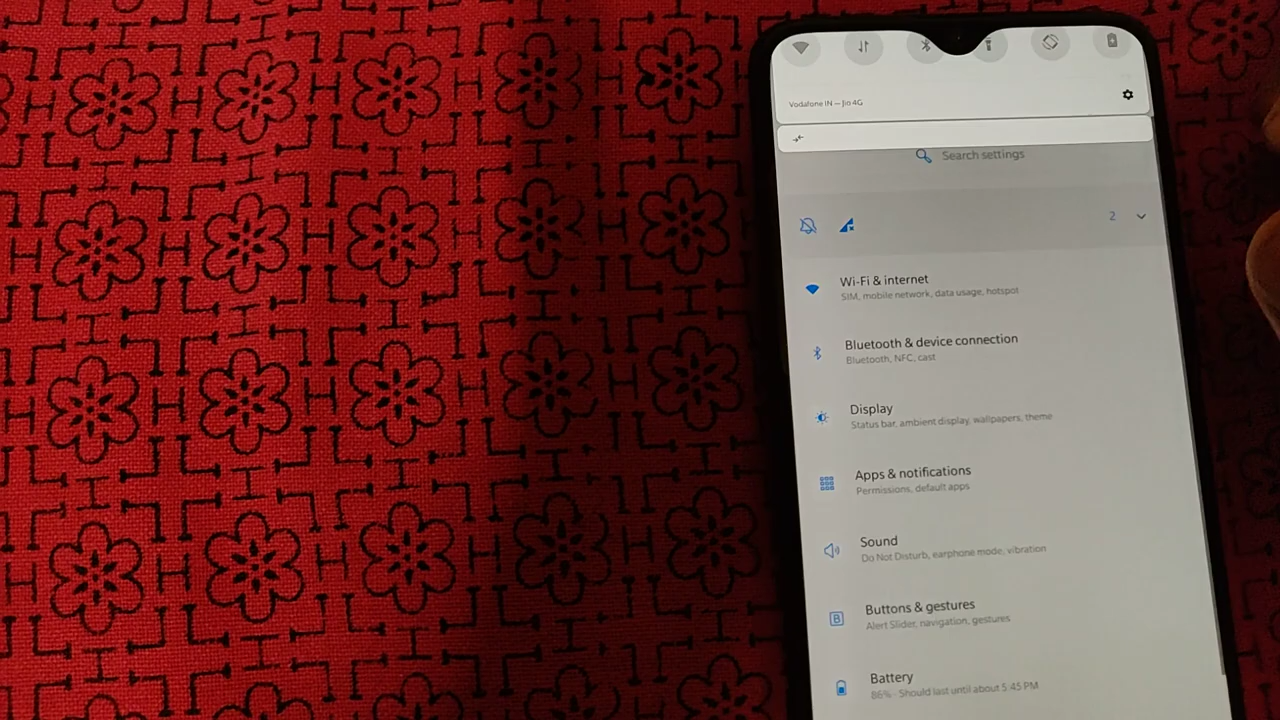 Vodafone IN — Jio 4G
Search settings
2
Wi-Fi & internet
SIM, mobile network, data usage, hotspot
Bluetooth & device connection
Bluetooth, NFC, cast
Display
Status bar, ambient display, wallpapers, theme
Apps & notifications
Permissions, default apps
Sound
Do Not Disturb, earphone mode, vibration
B
Buttons & gestures
Alert Slider, navigation, gestures
Battery
86% - Should last until about 5:45 PM